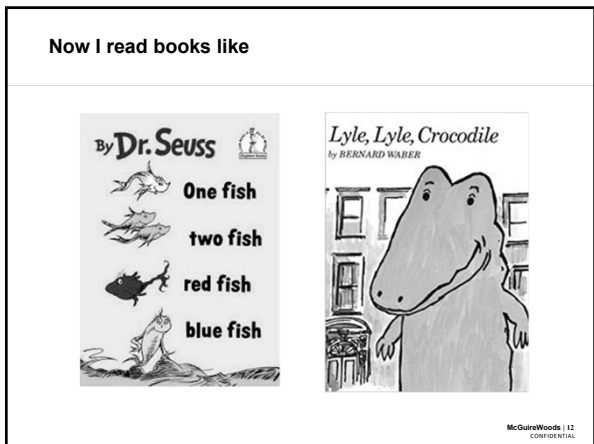 Now I read books like
By Dr. Seuss
One fish
two fish
red fish
blue fish
Lyle, Lyle, Crocodile
by BERNARD WABER
McGuireWoods | 12
CONFIDENTIAL